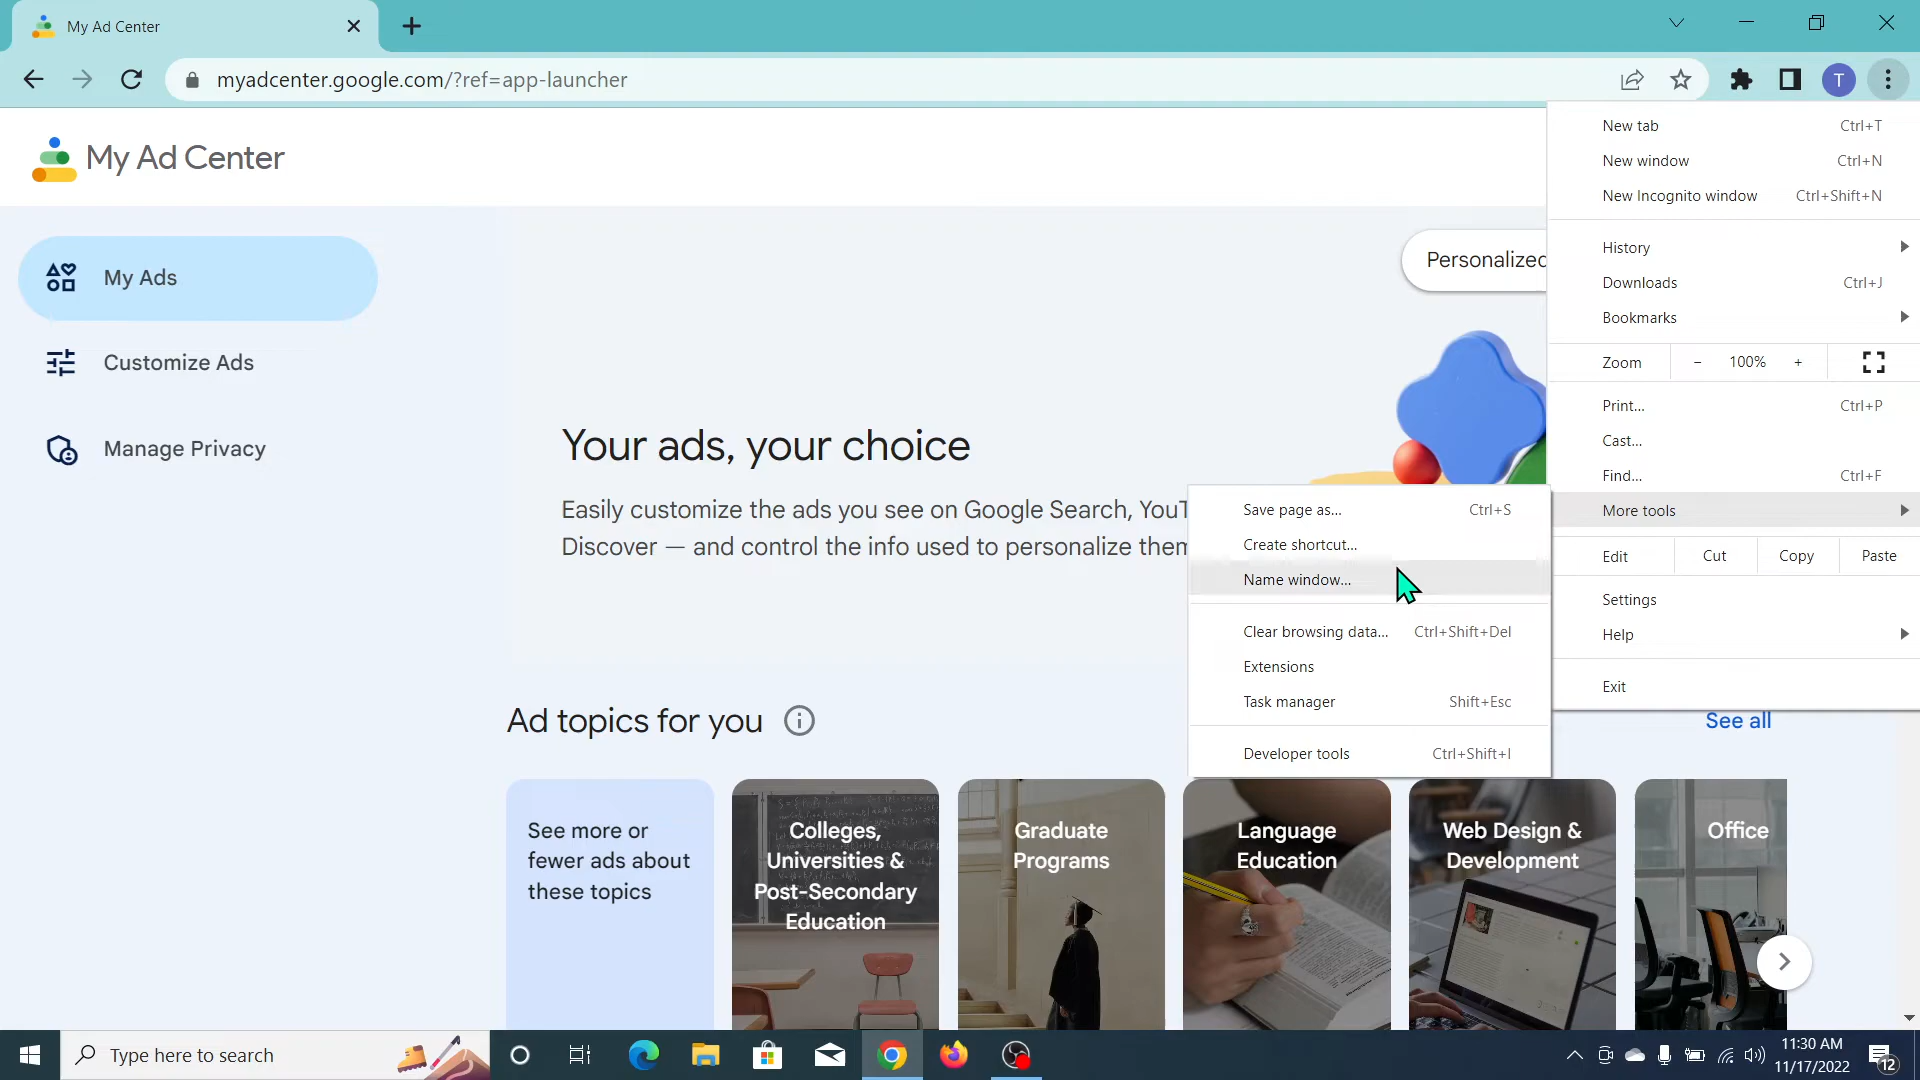 My Ad Center
myadcenter.google.com/?ref=app-launcher
T
My Ad Center
My Ads
Customize Ads
Manage Privacy
Personalized
Your ads, your choice
Easily customize the ads you see on Google Search, YouT
Discover — and control the info used to personalize them
Ad topics for you
See all
See more or
fewer ads about
these topics
Colleges,
Universities &
Post-Secondary
Education
Graduate
Programs
Language
Education
Web Design &
Development
Office
New tab Ctrl+T
New window Ctrl+N
New Incognito window Ctrl+Shift+N
History
Downloads Ctrl+J
Bookmarks
Zoom - 100% +
Print... Ctrl+P
Cast...
Find... Ctrl+F
More tools
Edit Cut Copy Paste
Settings
Help
Exit
Save page as... Ctrl+S
Create shortcut...
Name window...
Clear browsing data... Ctrl+Shift+Del
Extensions
Task manager Shift+Esc
Developer tools Ctrl+Shift+I
Type here to search
11:30 AM
11/17/2022
12